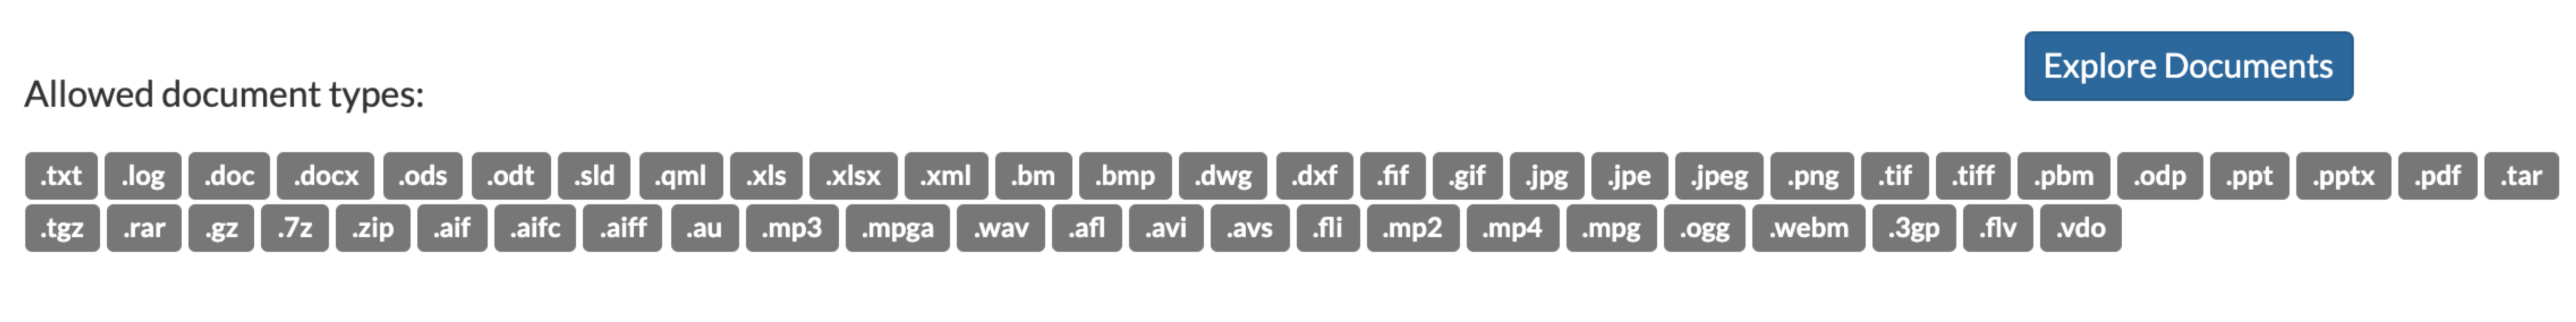 Explore Documents
Allowed document types:
.txt .log .doc .docx .ods .odt .sld .qml .xls .xlsx .xml .bm .bmp .dwg .dxf .fif .gif .jpg .jpe .jpeg .png .tif .tiff .pbm .odp .ppt .pptx .pdf .tar
.tgz .rar .gz .7z .zip .aif .aifc .aiff .au .mp3 .mpga .wav .afl .avi .avs .fli .mp2 .mp4 .mpg .ogg .webm .3gp .flv .vdo